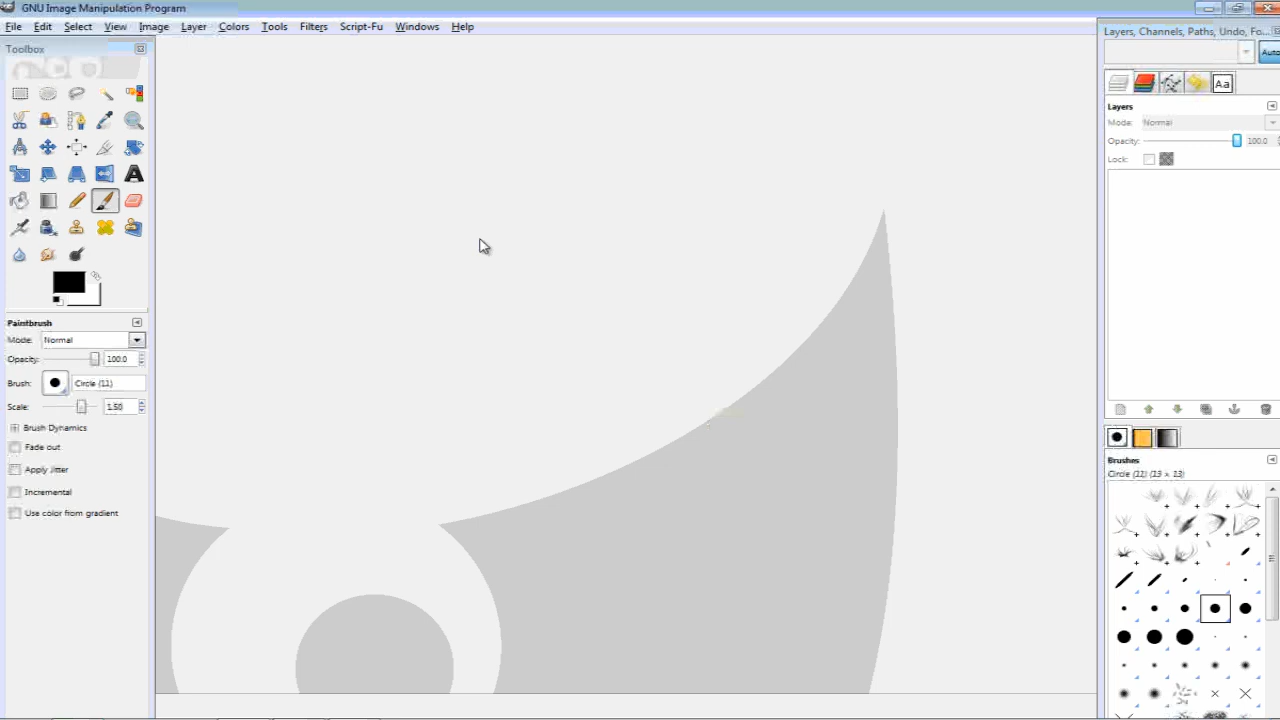 GNU Image Manipulation Program
File Edit Select View Image Layer Colors Tools Filters Script-Fu Windows Help
Toolbox
Layers, Channels, Paths, Undo, Fo...
Auto
Aa
Layers
Mode: Normal
Opacity: 100.0
Lock:
Paintbrush
Mode: Normal
Opacity: 100.0
Brush: Circle (11)
Scale: 1.50
Brush Dynamics
Fade out
Apply Jitter
Incremental
Use color from gradient
Brushes
Circle (11) (13 × 13)